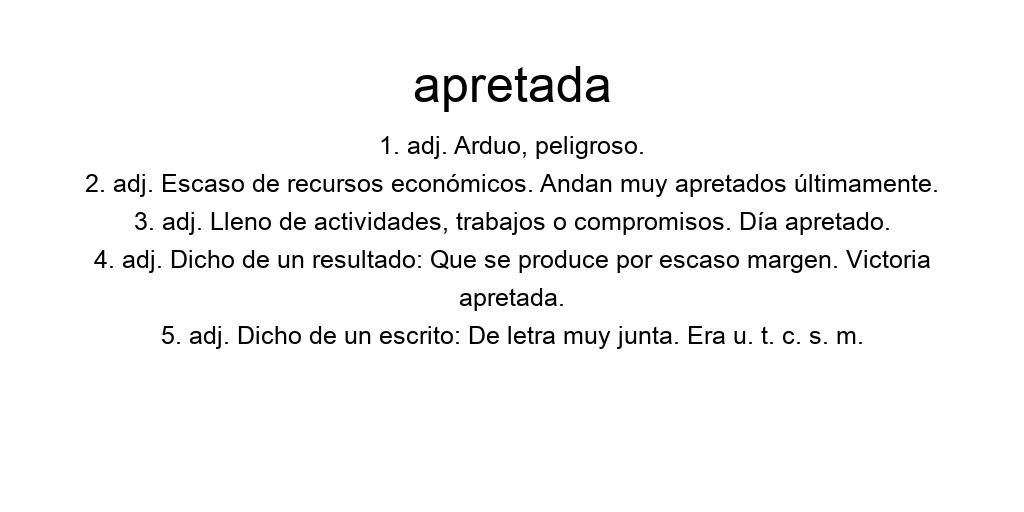 apretada
1. adj. Arduo, peligroso.
2. adj. Escaso de recursos económicos. Andan muy apretados últimamente.
3. adj. Lleno de actividades, trabajos o compromisos. Día apretado.
4. adj. Dicho de un resultado: Que se produce por escaso margen. Victoria
apretada.
5. adj. Dicho de un escrito: De letra muy junta. Era u. t. c. s. m.